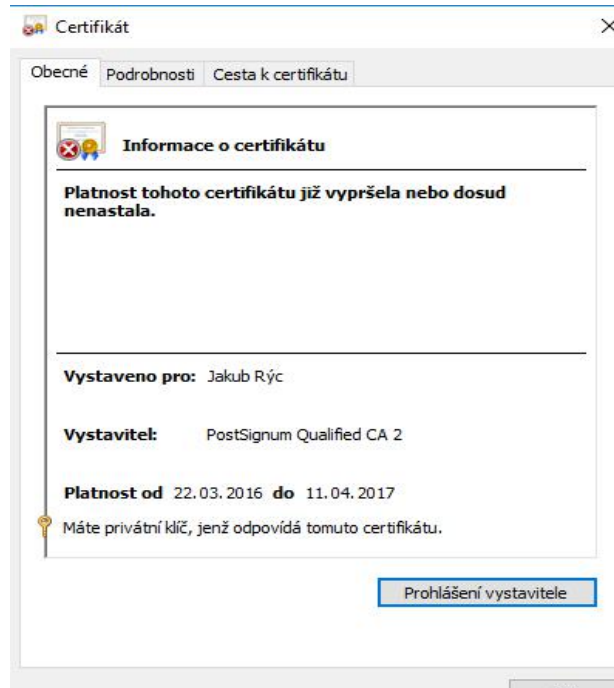 Certifikát
Obecné Podrobnosti Cesta k certifikátu
Informace o certifikátu
Platnost tohoto certifikátu již vypršela nebo dosud
nenastala.
Vystaveno pro: Jakub Rýc
Vystavitel: PostSignum Qualified CA 2
Platnost od 22.03.2016 do 11.04.2017
Máte privátní klíč, jenž odpovídá tomuto certifikátu.
Prohlášení vystavitele